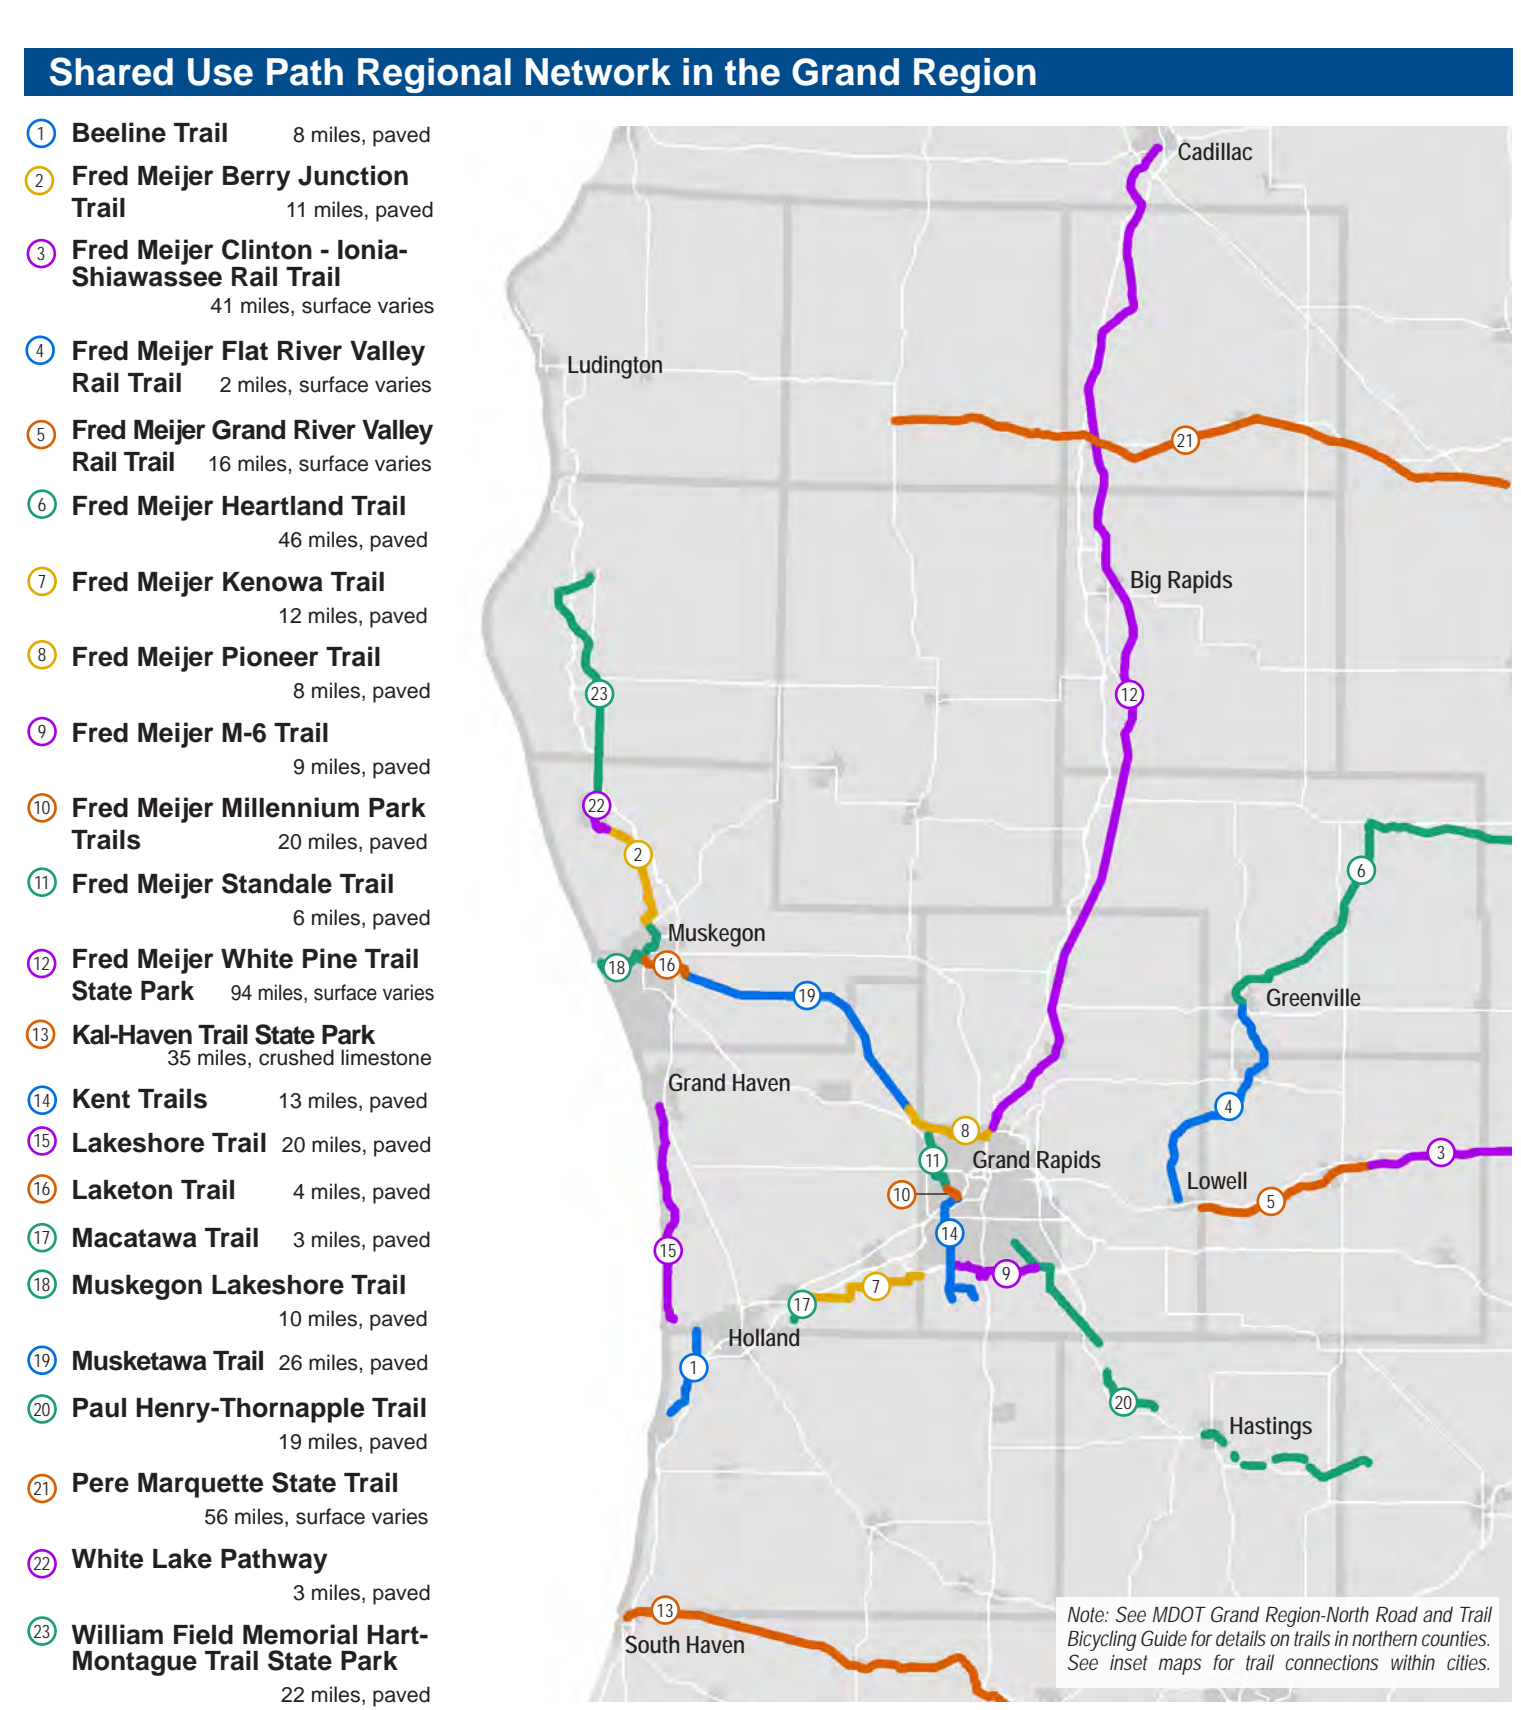 Shared Use Path Regional Network in the Grand Region
1 Beeline Trail 8 miles, paved
2 Fred Meijer Berry Junction
Trail 11 miles, paved
3 Fred Meijer Clinton - Ionia-
Shiawassee Rail Trail
41 miles, surface varies
4 Fred Meijer Flat River Valley
Rail Trail 2 miles, surface varies
5 Fred Meijer Grand River Valley
Rail Trail 16 miles, surface varies
6 Fred Meijer Heartland Trail
46 miles, paved
7 Fred Meijer Kenowa Trail
12 miles, paved
8 Fred Meijer Pioneer Trail
8 miles, paved
9 Fred Meijer M-6 Trail
9 miles, paved
10 Fred Meijer Millennium Park
Trails 20 miles, paved
11 Fred Meijer Standale Trail
6 miles, paved
12 Fred Meijer White Pine Trail
State Park 94 miles, surface varies
13 Kal-Haven Trail State Park
35 miles, crushed limestone
14 Kent Trails 13 miles, paved
15 Lakeshore Trail 20 miles, paved
16 Laketon Trail 4 miles, paved
17 Macatawa Trail 3 miles, paved
18 Muskegon Lakeshore Trail
10 miles, paved
19 Musketawa Trail 26 miles, paved
20 Paul Henry-Thornapple Trail
19 miles, paved
21 Pere Marquette State Trail
56 miles, surface varies
22 White Lake Pathway
3 miles, paved
23 William Field Memorial Hart-
Montague Trail State Park
22 miles, paved
Cadillac
Ludington
21
Big Rapids
23
12
22
2
6
Muskegon
18
16
19
Greenville
Grand Haven
4
8
11
Grand Rapids
3
10
Lowell
5
14
15
9
7
17
Holland
1
20
Hastings
13
South Haven
Note: See MDOT Grand Region-North Road and Trail
Bicycling Guide for details on trails in northern counties.
See inset maps for trail connections within cities.